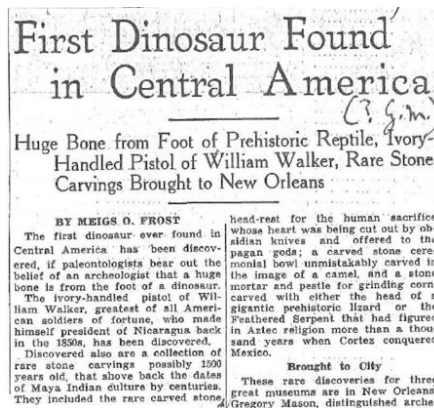 First Dinosaur Found
in Central America
(? G.M.)
Huge Bone from Foot of Prehistoric Reptile, Ivory-
Handled Pistol of William Walker, Rare Stone
Carvings Brought to New Orleans
BY MEIGS O. FROST
The first dinosaur ever found in
Central America has been discov-
ered, if paleontologists bear out the
belief of an archeologist that a huge
bone is from the foot of a dinosaur.
The ivory-handled pistol of Wil-
liam Walker, greatest of all Ameri-
can soldiers of fortune, who made
himself president of Nicaragua back
in the 1850s, has been discovered.
Discovered also are a collection of
rare stone carvings possibly 1500
years old, that shove back the dates
of Maya Indian culture by centuries.
They included the rare carved stone
head-rest for the human sacrifice
whose heart was being cut out by ob-
sidian knives and offered to the
pagan gods; a carved stone cere-
monial bowl unmistakably carved in
the image of a camel, and a stone
mortar and pestle for grinding corn
carved with either the head of a
gigantic prehistoric lizard or the
Feathered Serpent that had figured
in Aztec religion more than a thou-
sand years when Cortez conquered
Mexico.
Brought to City
These rare discoveries for three
great museums are in New Orleans
Gregory Mason, distinguished arche